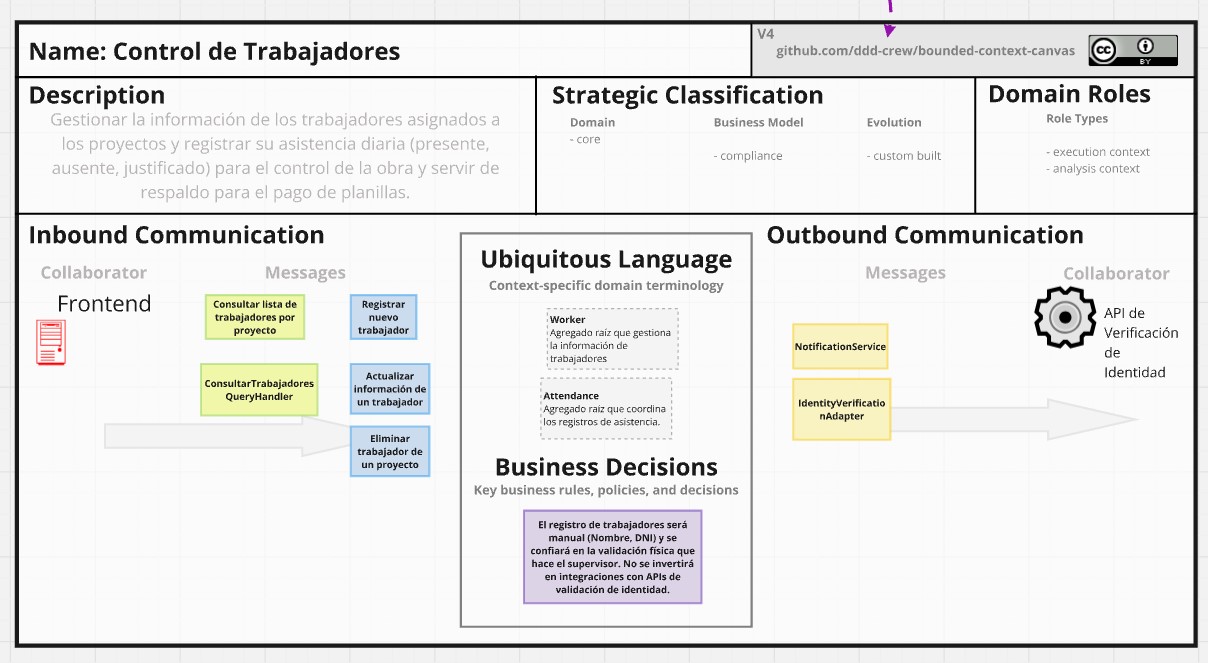 Name: Control de Trabajadores
V4
github.com/ddd-crew/bounded-context-canvas
cc
BY
Description
Gestionar la información de los trabajadores asignados a
los proyectos y registrar su asistencia diaria (presente,
ausente, justificado) para el control de la obra y servir de
respaldo para el pago de planillas.
Strategic Classification
Domain
- core
Business Model
- compliance
Evolution
- custom built
Domain Roles
Role Types
- execution context
- analysis context
Inbound Communication
Collaborator
Messages
Frontend
Consultar lista de
trabajadores por
proyecto
Registrar
nuevo
trabajador
ConsultarTrabajadores
QueryHandler
Actualizar
información de
un trabajador
Eliminar
trabajador de
un proyecto
Ubiquitous Language
Context-specific domain terminology
Worker
Agregado raíz que gestiona
la información de
trabajadores
Attendance
Agregado raíz que coordina
los registros de asistencia.
Business Decisions
Key business rules, policies, and decisions
El registro de trabajadores será
manual (Nombre, DNI) y se
confiará en la validación física que
hace el supervisor. No se invertirá
en integraciones con APIs de
validación de identidad.
Outbound Communication
Messages
Collaborator
NotificationService
IdentityVerificatio
nAdapter
API de
Verificación
de
Identidad